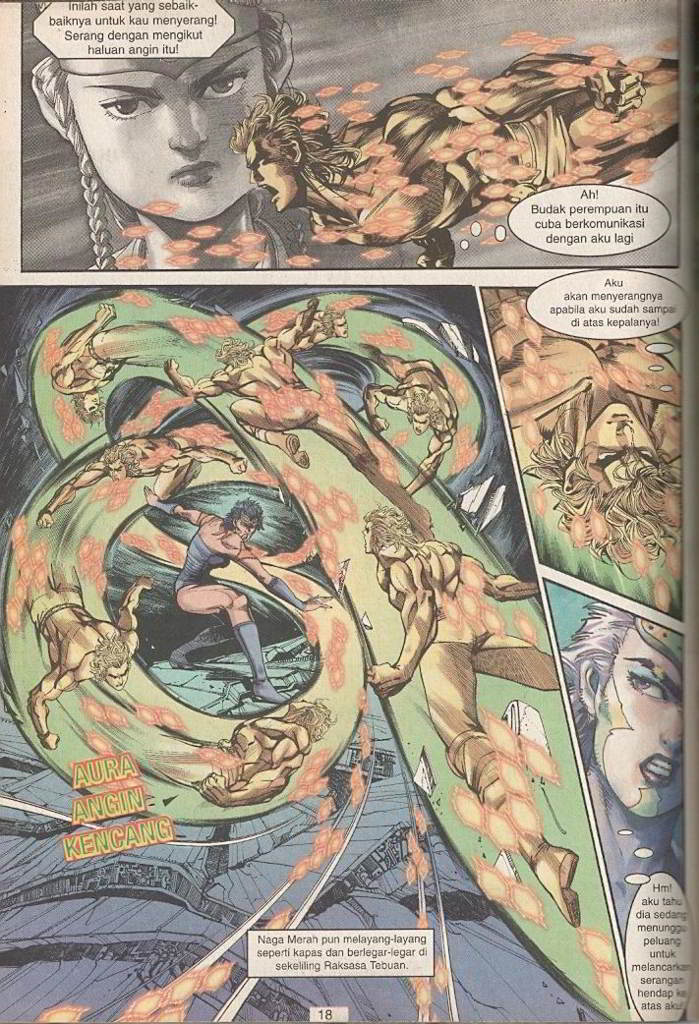 Inilah saat yang sebaik-
baiknya untuk kau menyerang!
Serang dengan mengikut
haluan angin itu!
Ah!
Budak perempuan itu
cuba berkomunikasi
dengan aku lagi
Aku
akan menyerangnya
apabila aku sudah sampai
di atas kepalanya!
AURA
ANGIN
KENCANG
Naga Merah pun melayang-layang
seperti kapas dan berlegar-legar di
sekeliling Raksasa Tebuan.
Hm!
aku tahu
dia sedang
menunggu
peluang
untuk
melancarkan
serangan
hendap ke
atas aku!
18